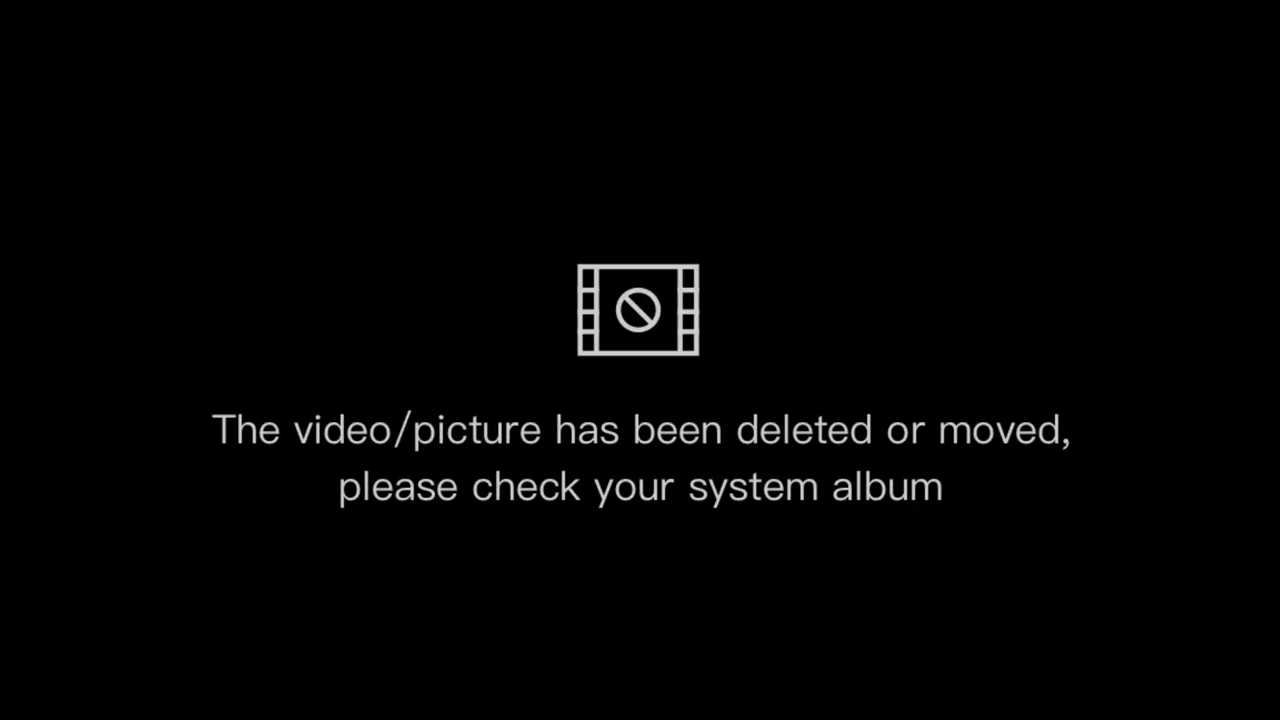 The video/picture has been deleted or moved,
please check your system album